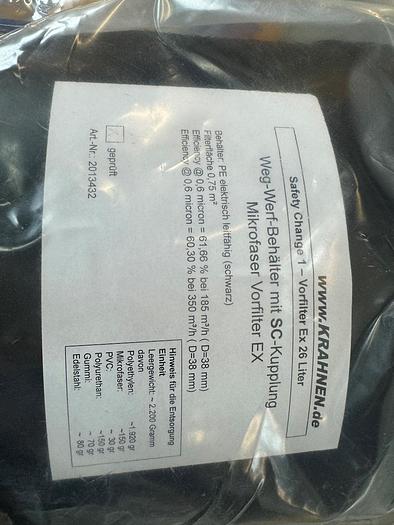 www.KRAHNEN.de
Safety Change 1 – Vorfilter Ex 26 Liter
Weg-Werf-Behälter mit SC-Kupplung
Mikrofaser Vorfilter EX
Behälter: PE elektrisch leitfähig (schwarz)
Filterfläche 0,75 m²
Efficiency @ 0,6 micron = 61,66 % bei 185 m³/h ( D=38 mm)
Efficiency @ 0,6 micron = 60,30 % bei 350 m³/h ( D=38 mm)
geprüft
Art.-Nr.: 2013432
Hinweis für die Entsorgung
Einheit
Leergewicht: ~ 2.200 Gramm
davon
Polyethylen: ~1.920 gr
Mikrofaser: ~150 gr
PVC: ~ 30 gr
Polyurethan: ~150 gr
Gummi: ~ 70 gr
Edelstahl: ~ 80 gr